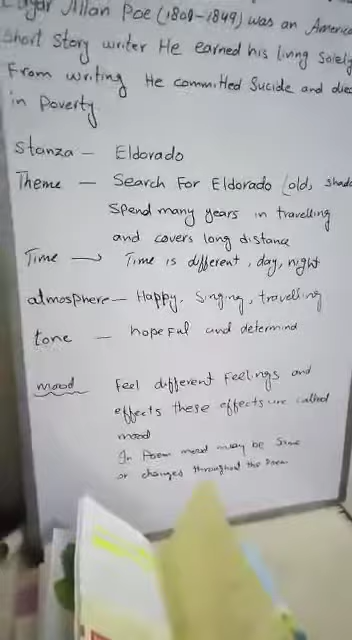 Edgar Allan Poe (1809-1849) was an America
short story writer He earned his living solely
From writing He committed Sucide and died
in Poverty
Stanza - Eldorado
Theme - Search For Eldorado (old, shado
Spend many years in travelling
and covers long distance
Time → Time is different, day, night
atmosphere - Happy, Singing, travelling
tone - hopeful and determind
mood Feel different Feelings and
effects these effects are called
mood
In Poem mood may be Same
or changes throughout the Poem